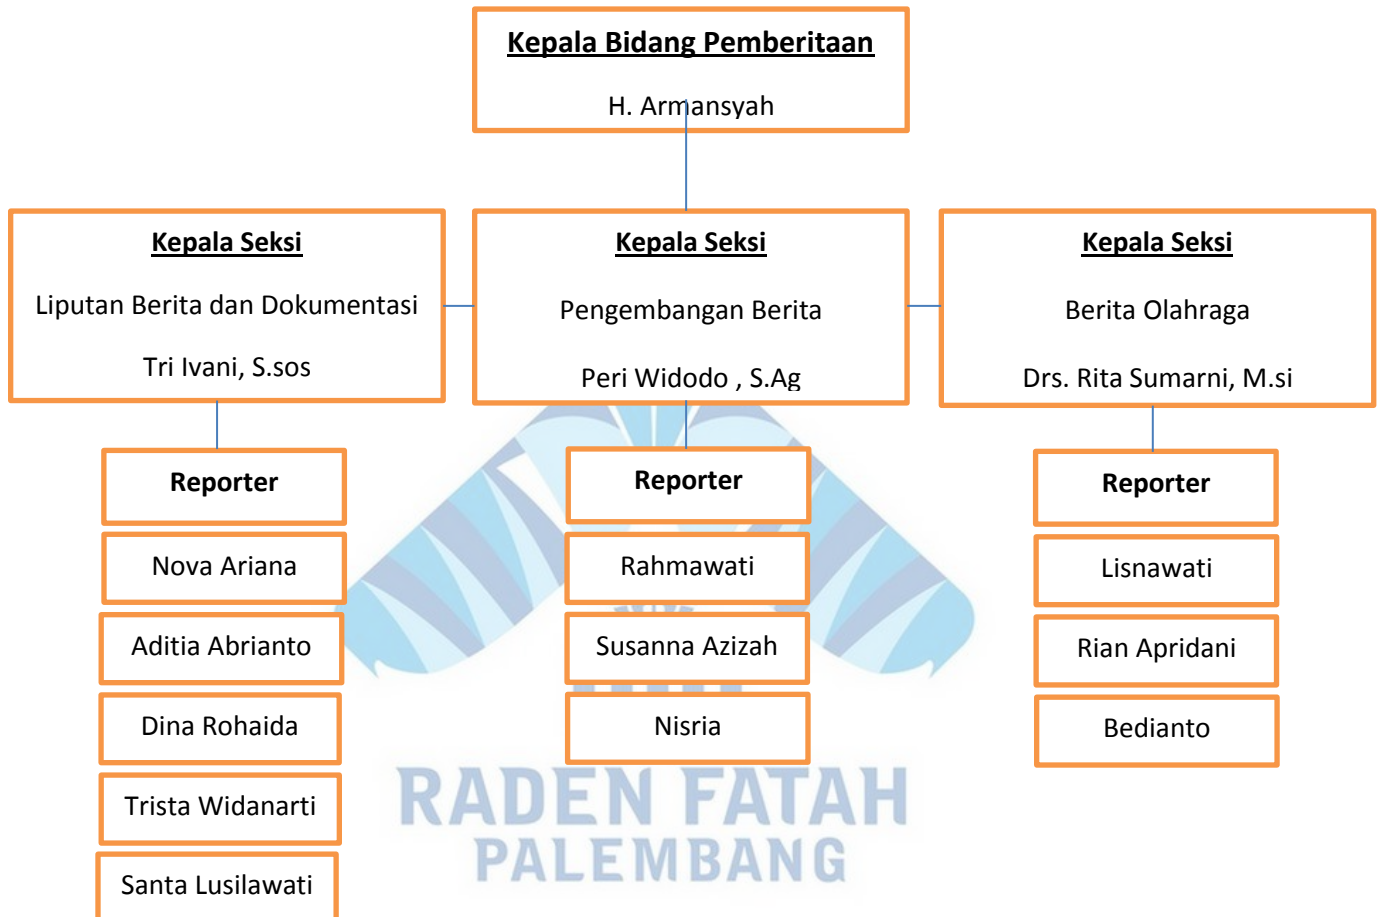 Kepala Bidang Pemberitaan
H. Armansyah
Kepala Seksi
Liputan Berita dan Dokumentasi
Tri Ivani, S.sos
Kepala Seksi
Pengembangan Berita
Peri Widodo , S.Ag
Kepala Seksi
Berita Olahraga
Drs. Rita Sumarni, M.si
Reporter
Nova Ariana
Aditia Abrianto
Dina Rohaida
Trista Widanarti
Santa Lusilawati
Reporter
Rahmawati
Susanna Azizah
Nisria
Reporter
Lisnawati
Rian Apridani
Bedianto
RADEN FATAH
PALEMBANG